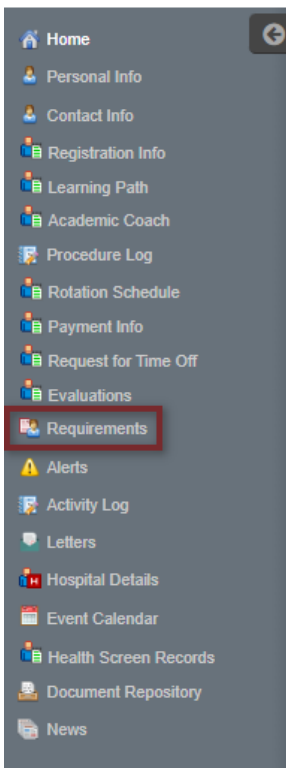 Home
Personal Info
Contact Info
Registration Info
Learning Path
Academic Coach
Procedure Log
Rotation Schedule
Payment Info
Request for Time Off
Evaluations
Requirements
Alerts
Activity Log
Letters
H Hospital Details
Event Calendar
Health Screen Records
Document Repository
News